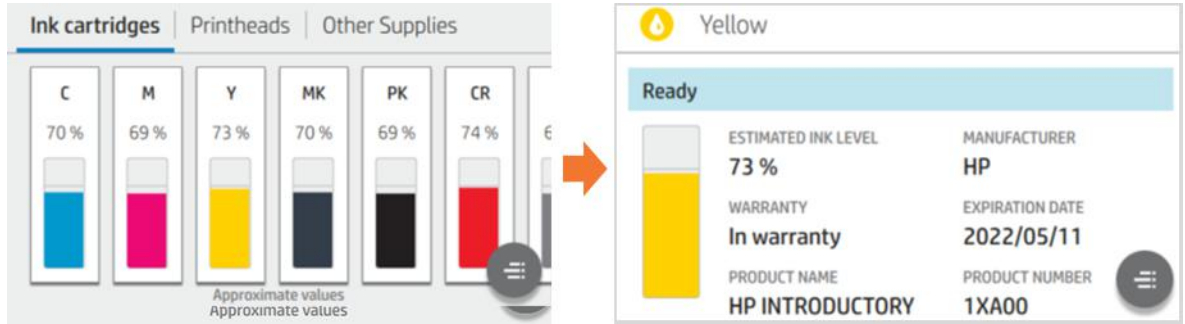 Ink cartridges | Printheads | Other Supplies
C M Y MK PK CR
70 % 69 % 73 % 70 % 69 % 74 % 6
Approximate values
Approximate values
Yellow
Ready
ESTIMATED INK LEVEL MANUFACTURER
73 % HP
WARRANTY EXPIRATION DATE
In warranty 2022/05/11
PRODUCT NAME PRODUCT NUMBER
HP INTRODUCTORY 1XA00